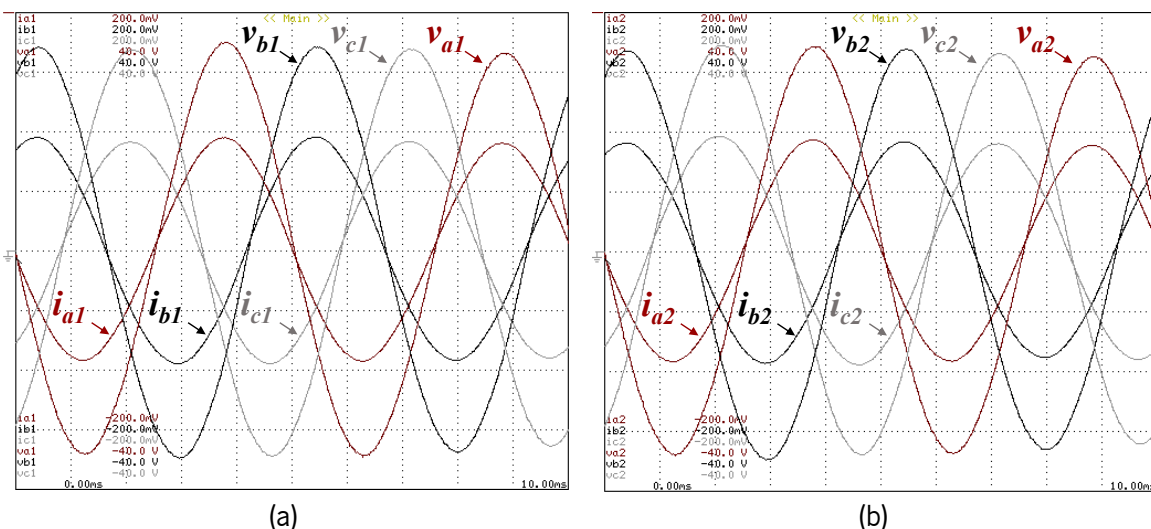 << Main >>
ia1 200.0mV
ib1 200.0mV
ic1 200.0mV
va1 40.0 V
vb1 40.0 V
vc1 40.0 V
vb1
vc1
va1
ia1
ib1
ic1
ia1 -200.0mV
ib1 -200.0mV
ic1 -200.0mV
va1 -40.0 V
vb1 -40.0 V
vc1 -40.0 V
0.00ms 10.00ms
(a)
<< Main >>
ia2 200.0mV
ib2 200.0mV
ic2 200.0mV
va2 40.0 V
vb2 40.0 V
vc2 40.0 V
vb2
vc2
va2
ia2
ib2
ic2
ia2 -200.0mV
ib2 -200.0mV
ic2 -200.0mV
va2 -40.0 V
vb2 -40.0 V
vc2 -40.0 V
0.00ms 10.00ms
(b)